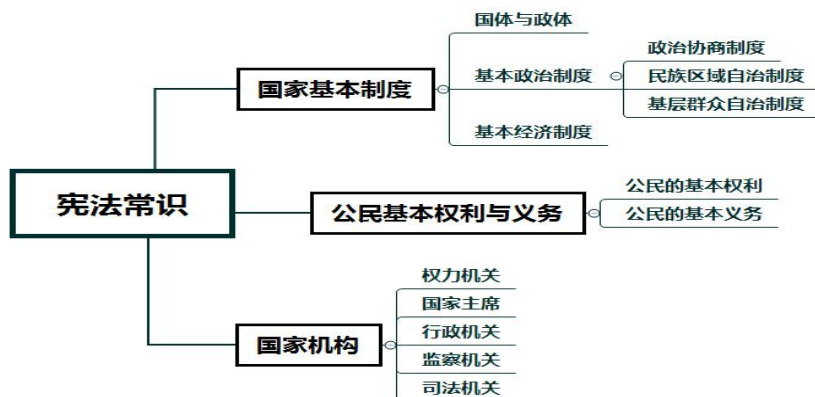 宪法常识
国家基本制度
国体与政体
基本政治制度
政治协商制度
民族区域自治制度
基层群众自治制度
基本经济制度
公民基本权利与义务
公民的基本权利
公民的基本义务
国家机构
权力机关
国家主席
行政机关
监察机关
司法机关